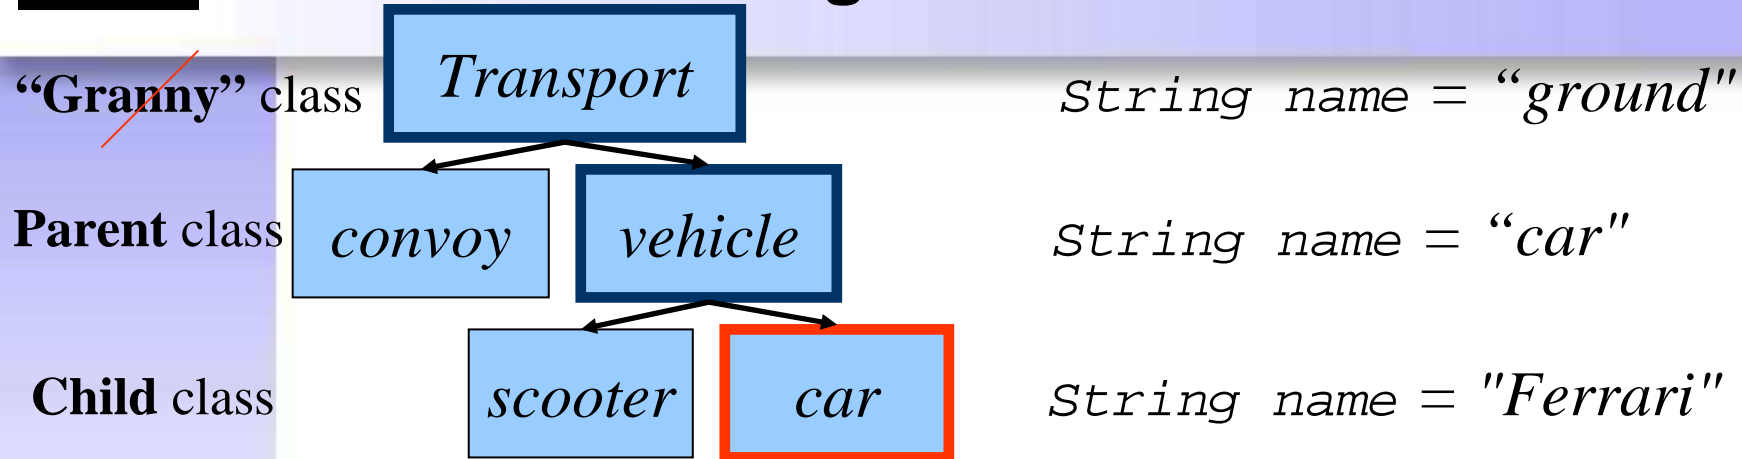 “Granny” class Transport String name = “ground"
Parent class convoy vehicle String name = “car"
Child class scooter car String name = "Ferrari"